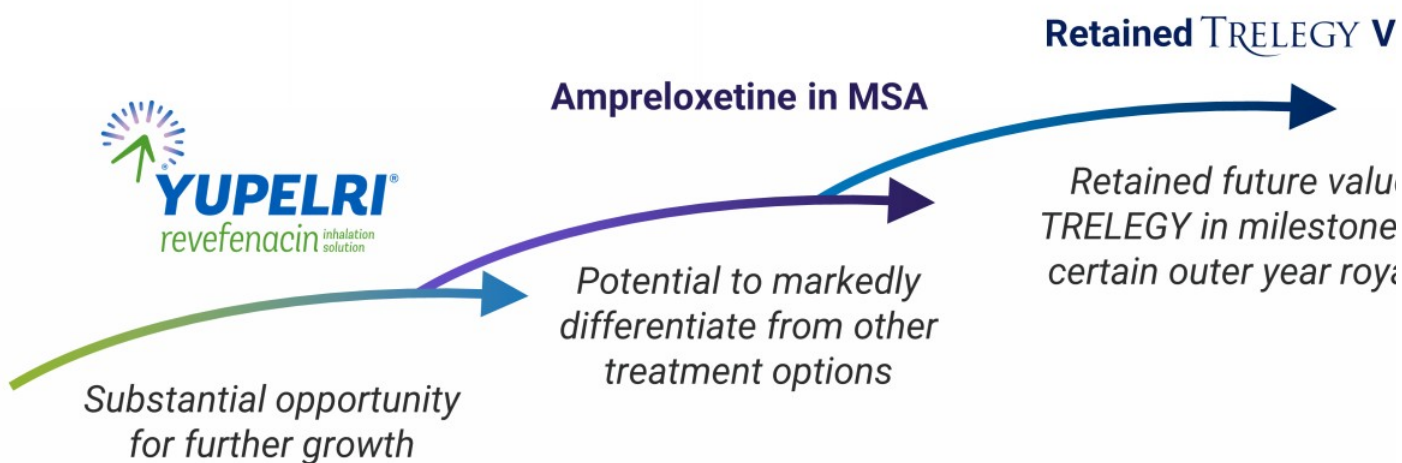 Retained TRELEGY V
Ampreloxetine in MSA
YUPELRI®
revefenacin inhalation solution
Retained future valu
TRELEGY in milestone
certain outer year roya
Potential to markedly
differentiate from other
treatment options
Substantial opportunity
for further growth